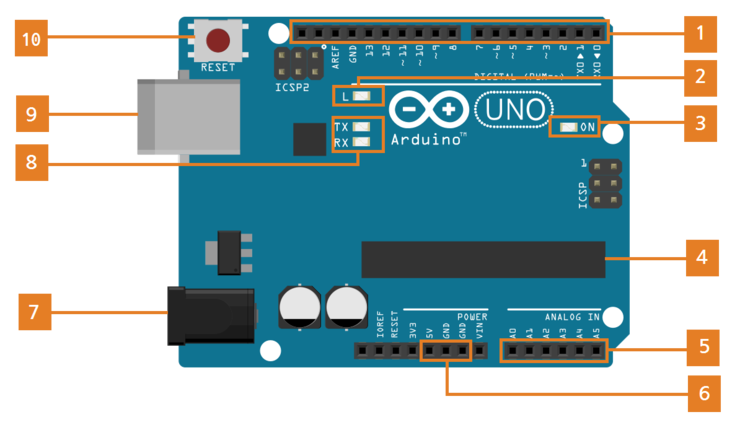 10
RESET
ICSP2
AREF
GND
13
12
~11
~10
~9
8
7
~6
~5
4
~3
2
TX0▶1
RX0◀0
1
DIGITAL (PWM=~)
L
2
9
TX
RX
8
Arduino™
UNO
ON
3
1
ICSP
4
7
IOREF
RESET
3V3
5V
GND
GND
VIN
POWER
ANALOG IN
A0
A1
A2
A3
A4
A5
5
6